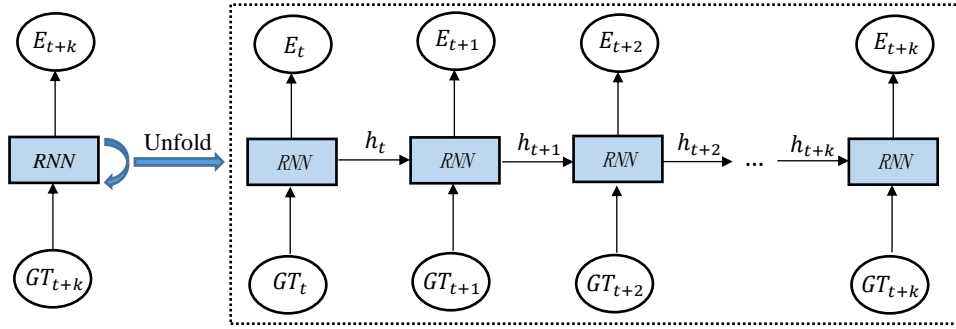 E_{t+k} E_t E_{t+1} E_{t+2} E_{t+k}
Unfold
h_t h_{t+1} h_{t+2} ... h_{t+k}
RNN RNN RNN RNN RNN
GT_{t+k} GT_t GT_{t+1} GT_{t+2} GT_{t+k}